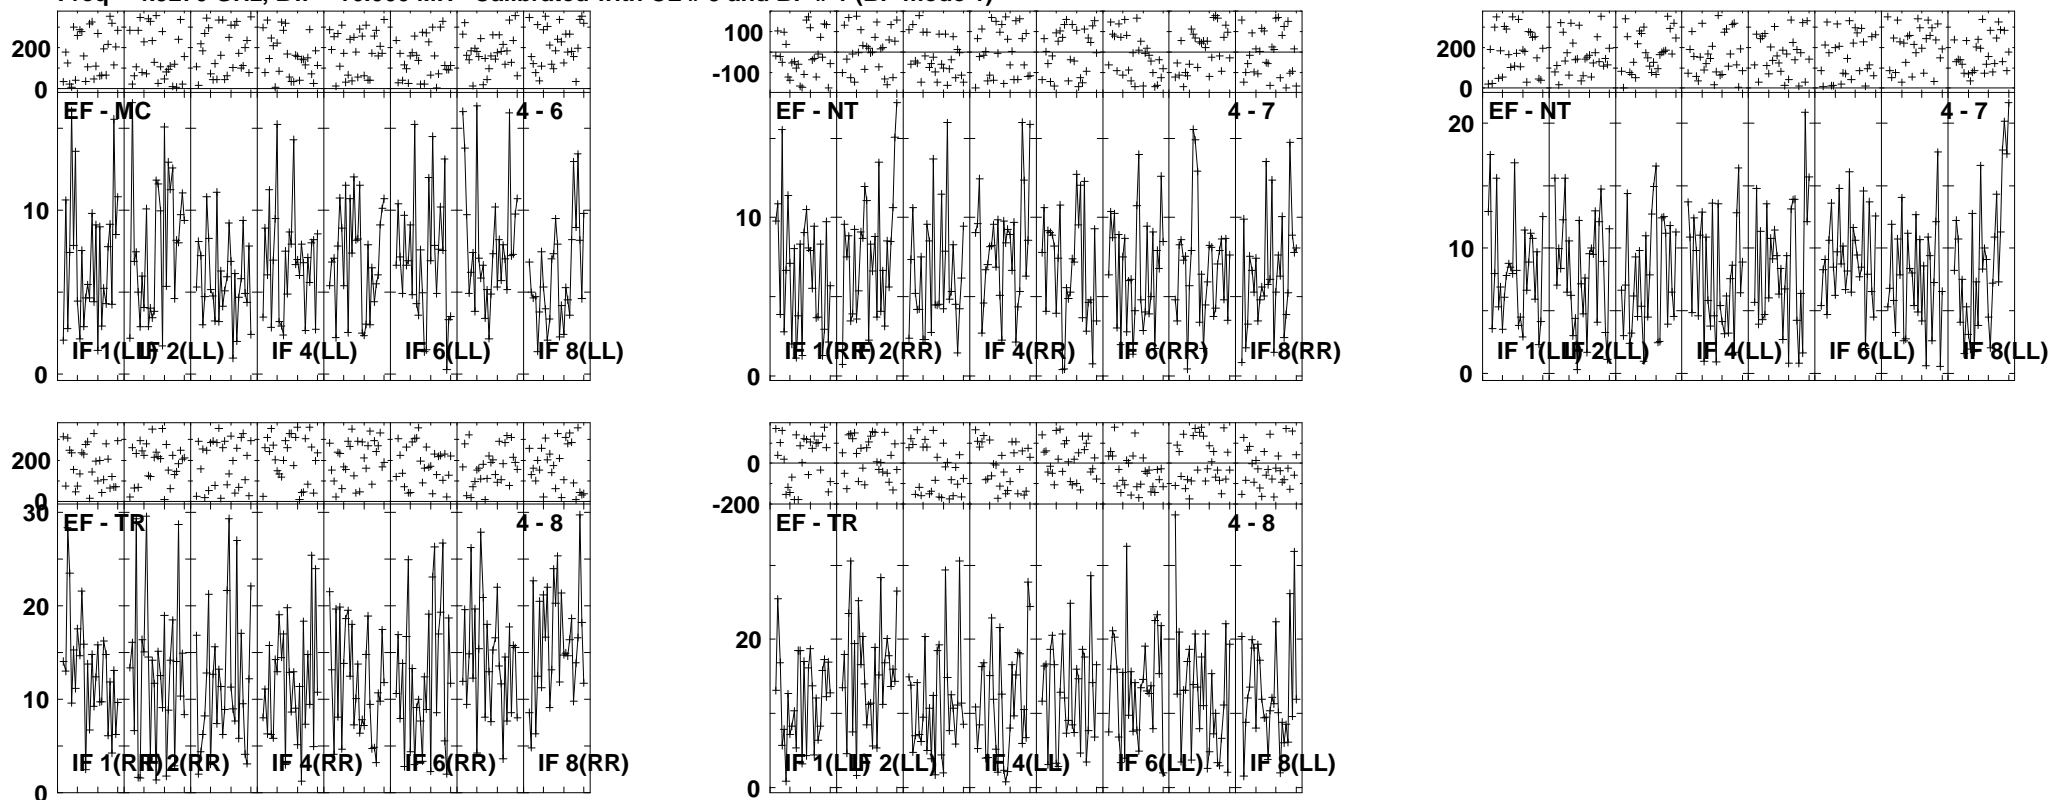 200
0
EF - MC 4 - 6
10
0
IF 1(LL) IF 2(LL) IF 4(LL) IF 6(LL) IF 8(LL)
100
-100
EF - NT 4 - 7
10
0
IF 1(RR) IF 2(RR) IF 4(RR) IF 6(RR) IF 8(RR)
200
0
EF - NT 4 - 7
20
10
0
IF 1(LL) IF 2(LL) IF 4(LL) IF 6(LL) IF 8(LL)
200
0
30
EF - TR 4 - 8
20
10
0
IF 1(RR) IF 2(RR) IF 4(RR) IF 6(RR) IF 8(RR)
0
-200
EF - TR 4 - 8
20
0
IF 1(LL) IF 2(LL) IF 4(LL) IF 6(LL) IF 8(LL)